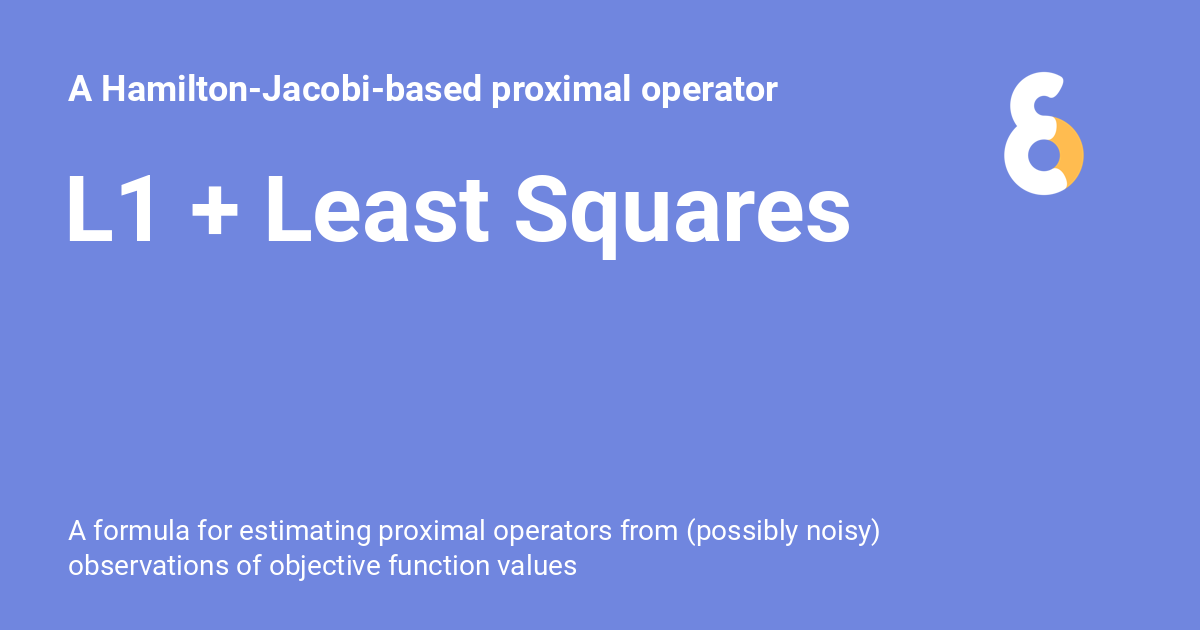 A Hamilton-Jacobi-based proximal operator
L1 + Least Squares
A formula for estimating proximal operators from (possibly noisy)
observations of objective function values